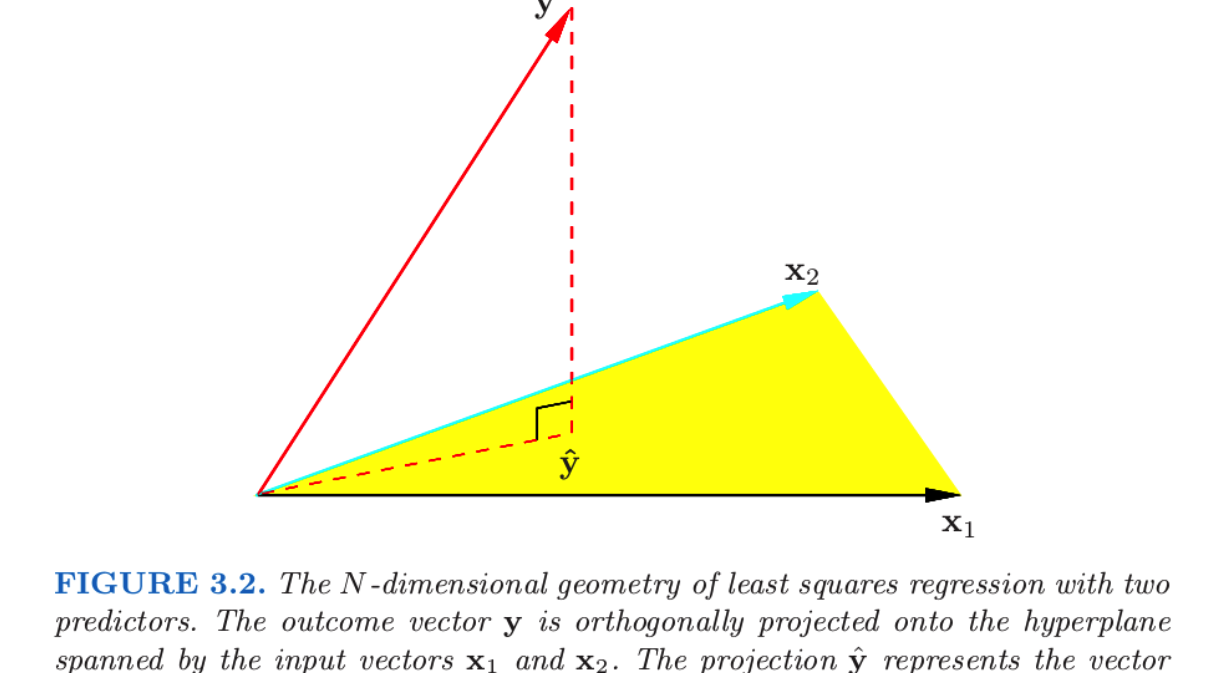 y
x₂
ŷ
x₁
FIGURE 3.2. The N-dimensional geometry of least squares regression with two
predictors. The outcome vector y is orthogonally projected onto the hyperplane
spanned by the input vectors x₁ and x₂. The projection ŷ represents the vector